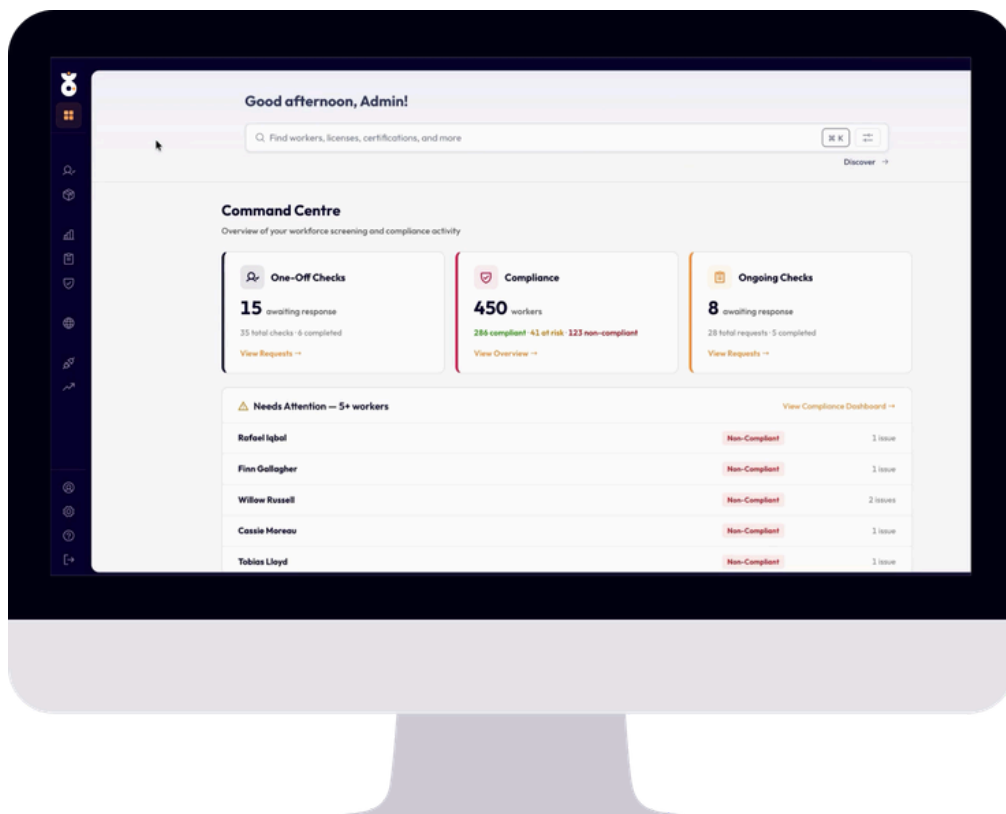 Good afternoon, Admin!
Find workers, licenses, certifications, and more
⌘ K
Discover →
Command Centre
Overview of your workforce screening and compliance activity
One-Off Checks
15 awaiting response
35 total checks · 6 completed
View Requests →
Compliance
450 workers
286 compliant · 41 at risk · 123 non-compliant
View Overview →
Ongoing Checks
8 awaiting response
28 total requests · 5 completed
View Requests →
Needs Attention — 5+ workers
View Compliance Dashboard →
Rafael Iqbal Non-Compliant 1 issue
Finn Gallagher Non-Compliant 1 issue
Willow Russell Non-Compliant 2 issues
Cassie Moreau Non-Compliant 1 issue
Tobias Lloyd Non-Compliant 1 issue